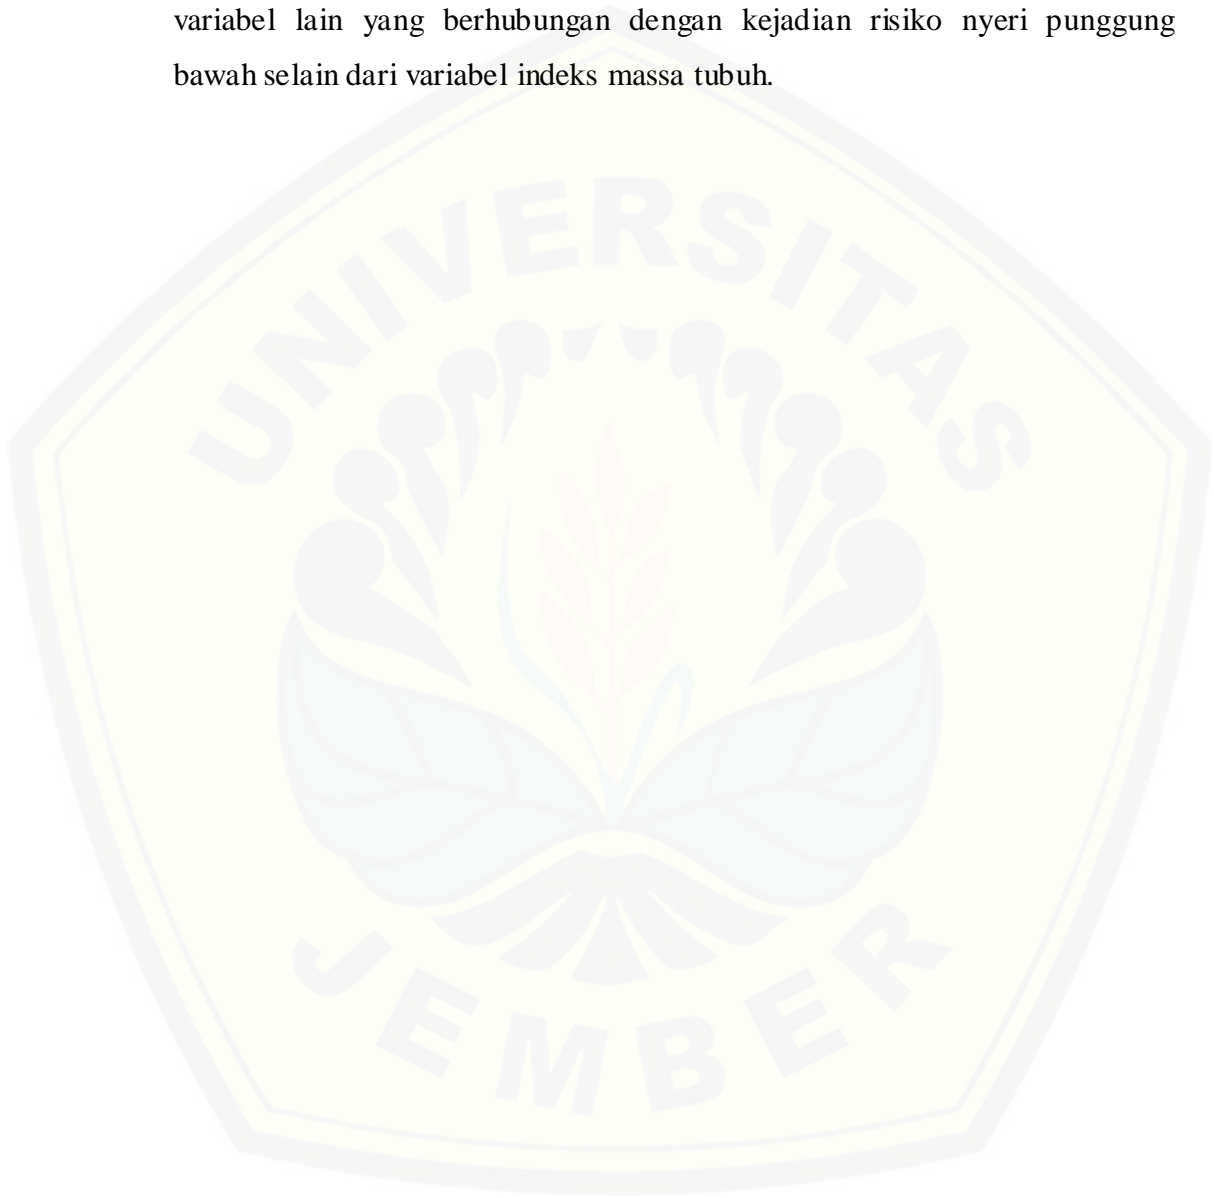 variabel lain yang berhubungan dengan kejadian risiko nyeri punggung
bawah selain dari variabel indeks massa tubuh.
UNIVERSITAS
JEMBER